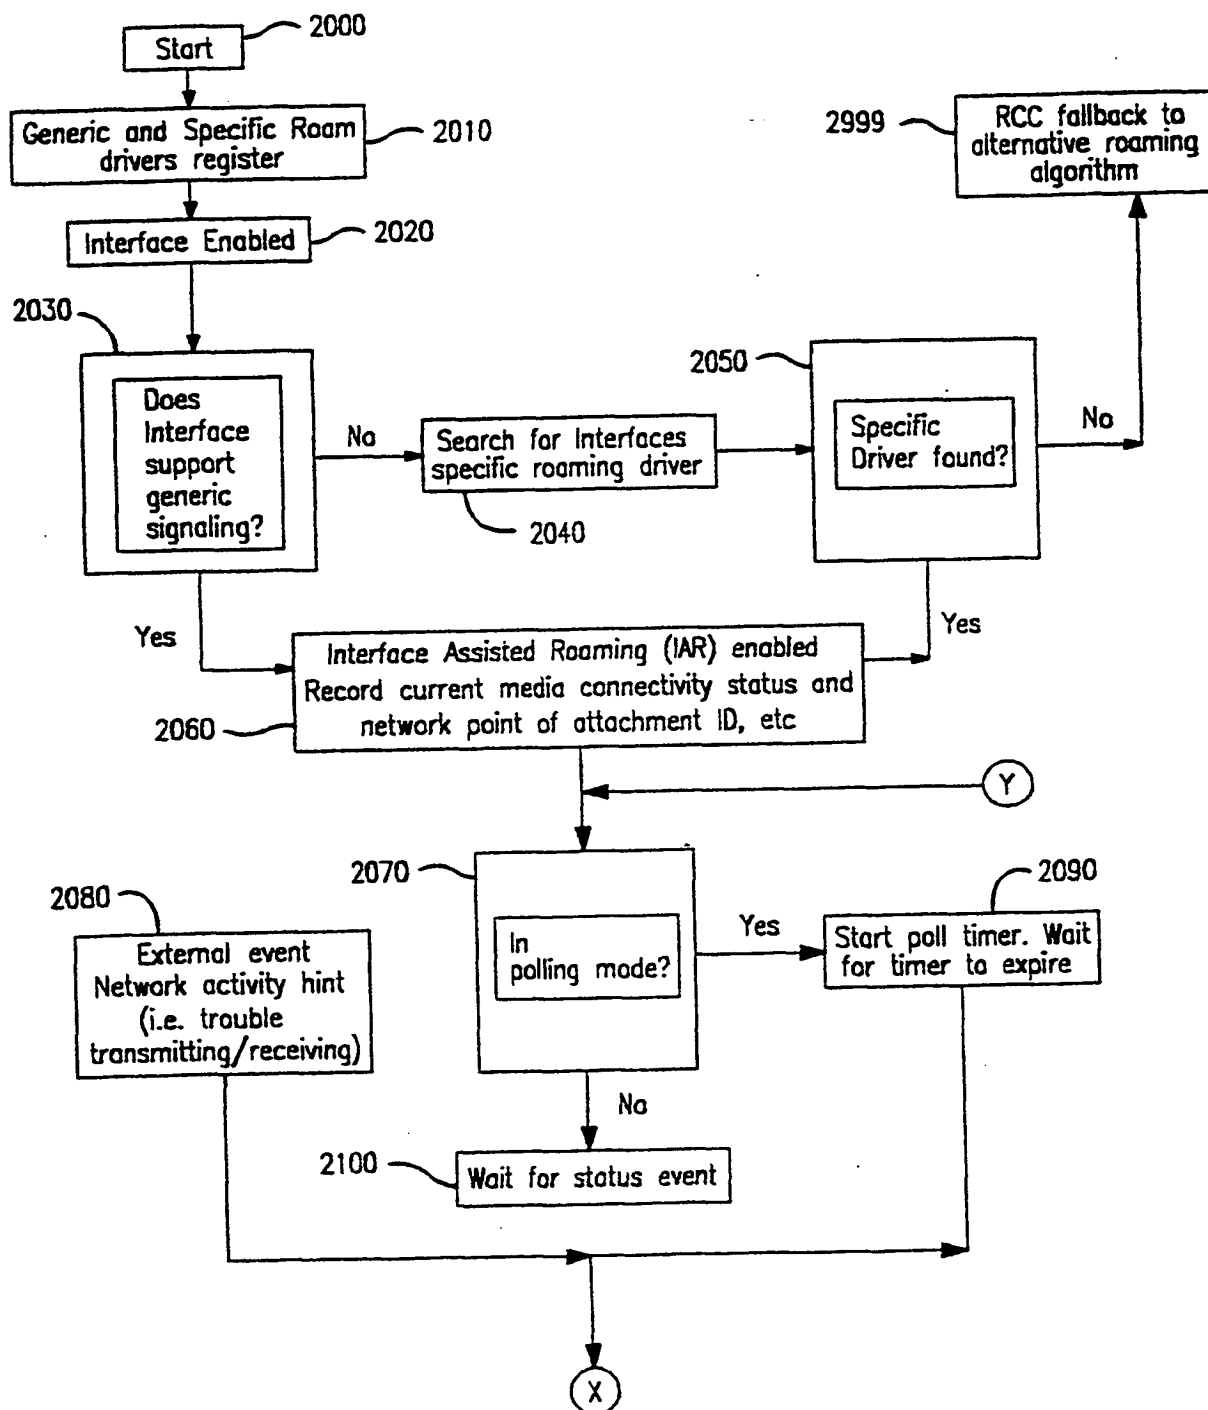 2000
Start
Generic and Specific Roam
drivers register
2010
2999
RCC fallback to
alternative roaming
algorithm
Interface Enabled
2020
2030
Does
Interface
support
generic
signaling?
No
Search for Interfaces
specific roaming driver
2040
2050
Specific
Driver found?
No
Yes
Yes
Interface Assisted Roaming (IAR) enabled
Record current media connectivity status and
network point of attachment ID, etc
2060
Y
2070
In
polling mode?
Yes
2090
Start poll timer. Wait
for timer to expire
2080
External event
Network activity hint
(i.e. trouble
transmitting/receiving)
No
2100
Wait for status event
X